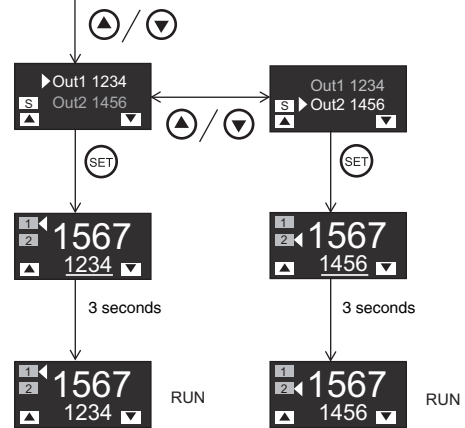 Out1 1234
S Out2 1456
Out1 1234
S Out2 1456
SET
SET
1 1567
2
1234
1 1567
2
1456
3 seconds
3 seconds
1 1567
2
1234
RUN
1 1567
2
1456
RUN